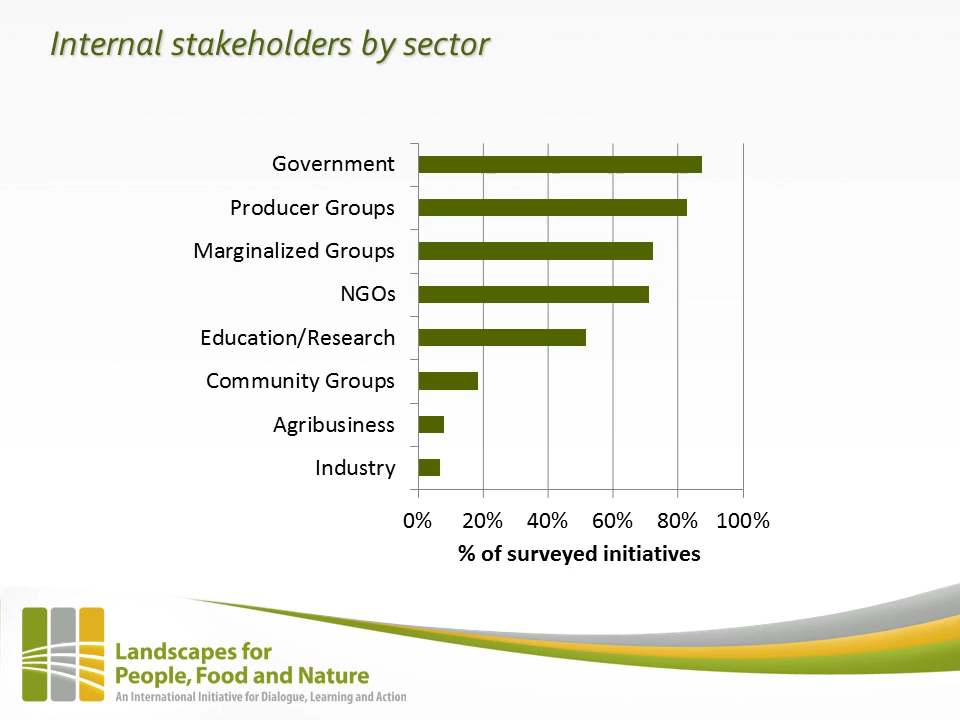 Internal stakeholders by sector
Government
Producer Groups
Marginalized Groups
NGOs
Education/Research
Community Groups
Agribusiness
Industry
0% 20% 40% 60% 80% 100%
% of surveyed initiatives
Landscapes for
People, Food and Nature
An International Initiative for Dialogue, Learning and Action